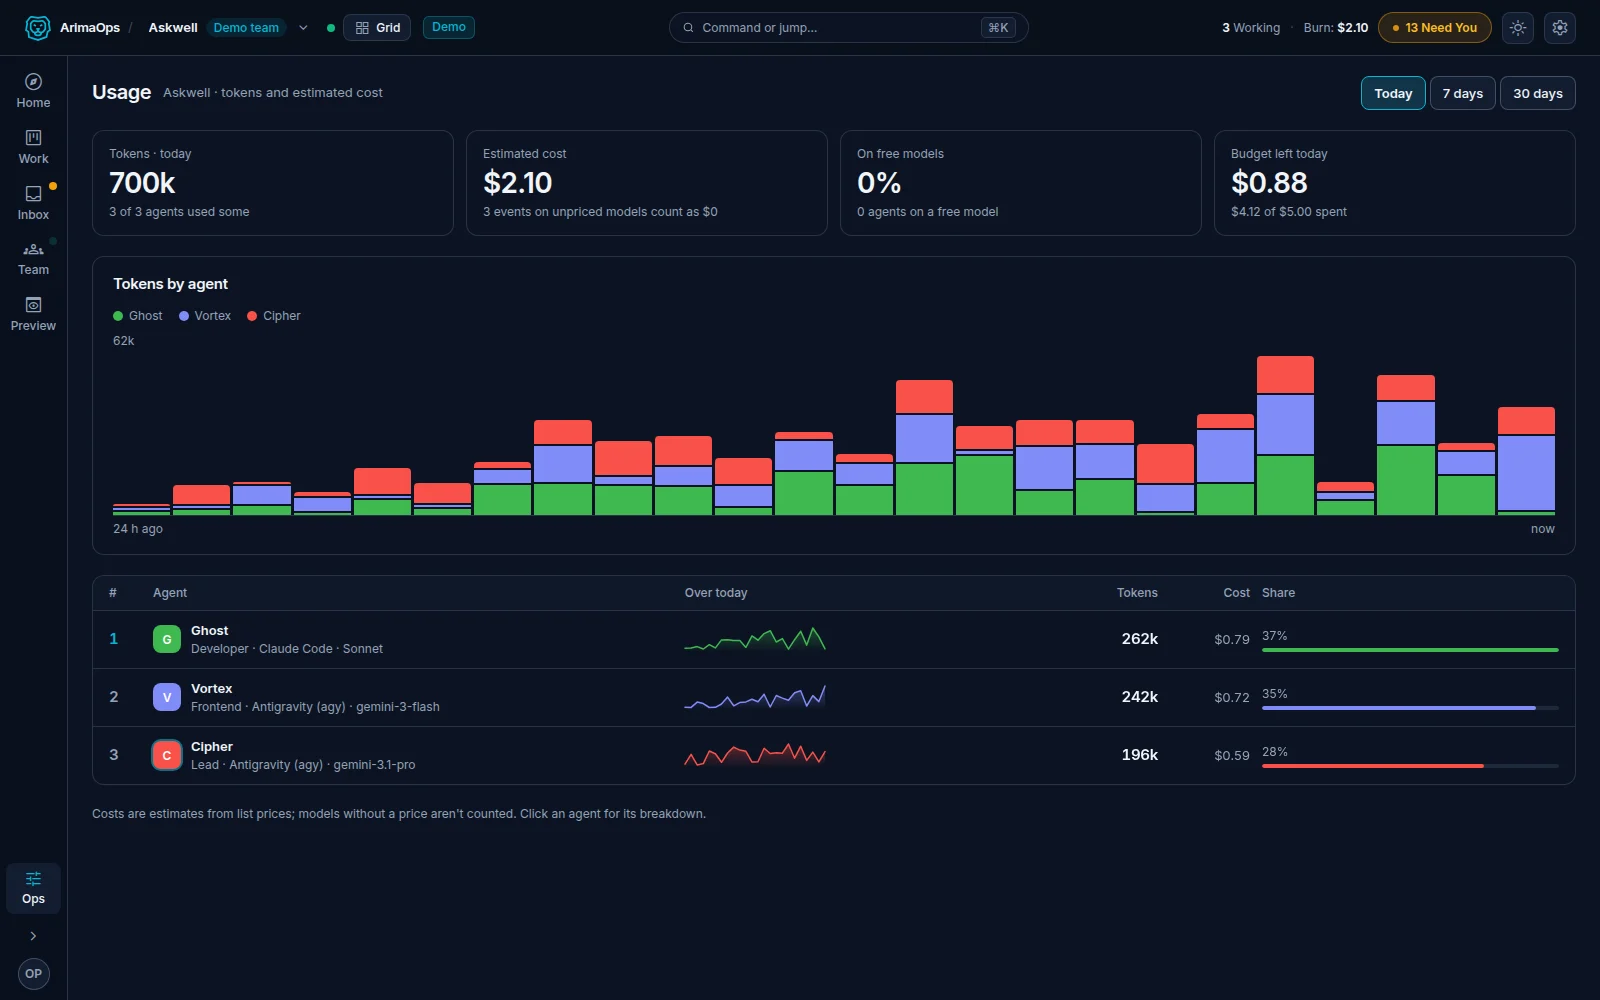 ArimaOps / Askwell Demo team Grid Demo Command or jump... ⌘K 3 Working · Burn: $2.10 13 Need You
Home
Work
Inbox
Team
Preview
Ops
OP
Usage Askwell · tokens and estimated cost Today 7 days 30 days
Tokens · today
700k
3 of 3 agents used some
Estimated cost
$2.10
3 events on unpriced models count as $0
On free models
0%
0 agents on a free model
Budget left today
$0.88
$4.12 of $5.00 spent
Tokens by agent
Ghost Vortex Cipher
62k
24 h ago now
# Agent Over today Tokens Cost Share
1 G Ghost 262k $0.79 37%
Developer · Claude Code · Sonnet
2 V Vortex 242k $0.72 35%
Frontend · Antigravity (agy) · gemini-3-flash
3 C Cipher 196k $0.59 28%
Lead · Antigravity (agy) · gemini-3.1-pro
Costs are estimates from list prices; models without a price aren't counted. Click an agent for its breakdown.